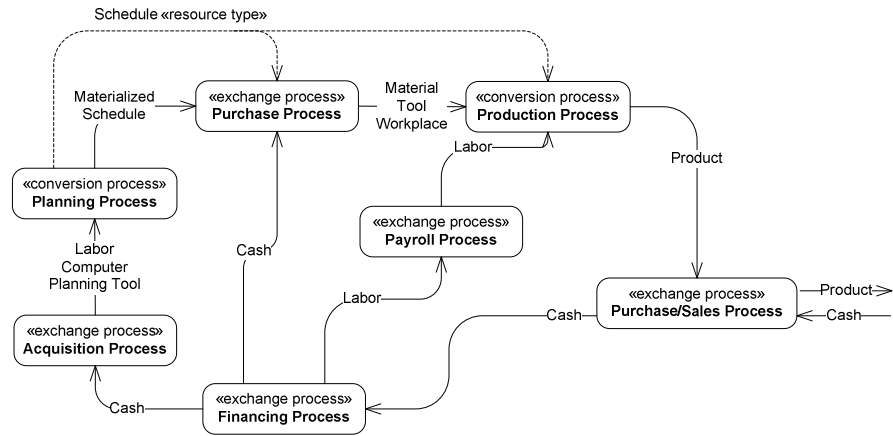 Schedule «resource type»
Materialized
Schedule
«exchange process»
Purchase Process
Material
Tool
Workplace
«conversion process»
Production Process
Labor
Product
«conversion process»
Planning Process
«exchange process»
Payroll Process
Labor
Computer
Planning Tool
Cash
Labor
«exchange process»
Purchase/Sales Process
Product
Cash
Cash
«exchange process»
Acquisition Process
Cash
«exchange process»
Financing Process